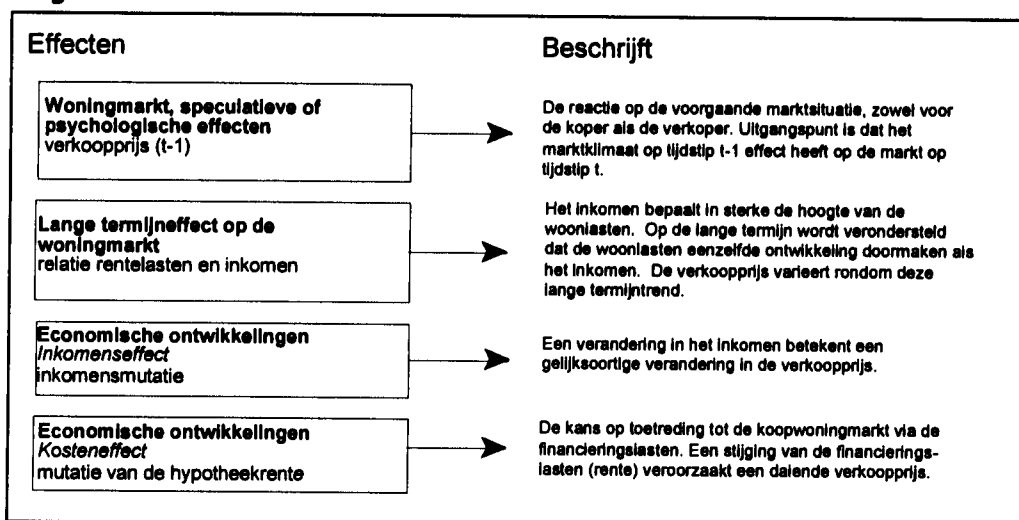 Effecten
Beschrijft
Woningmarkt, speculatieve of
psychologische effecten
verkoopprijs (t-1)
De reactie op de voorgaande marktsituatie, zowel voor
de koper als de verkoper. Uitgangspunt is dat het
marktklimaat op tijdstip t-1 effect heeft op de markt op
tijdstip t.
Lange termijneffect op de
woningmarkt
relatie rentelasten en inkomen
Het inkomen bepaalt in sterke de hoogte van de
woonlasten. Op de lange termijn wordt verondersteld
dat de woonlasten eenzelfde ontwikkeling doormaken als
het inkomen. De verkoopprijs varieert rondom deze
lange termijntrend.
Economische ontwikkelingen
Inkomenseffect
inkomensmutatie
Een verandering in het inkomen betekent een
gelijksoortige verandering in de verkoopprijs.
Economische ontwikkelingen
Kosteneffect
mutatie van de hypotheekrente
De kans op toetreding tot de koopwoningmarkt via de
financieringslasten. Een stijging van de financierings-
lasten (rente) veroorzaakt een dalende verkoopprijs.